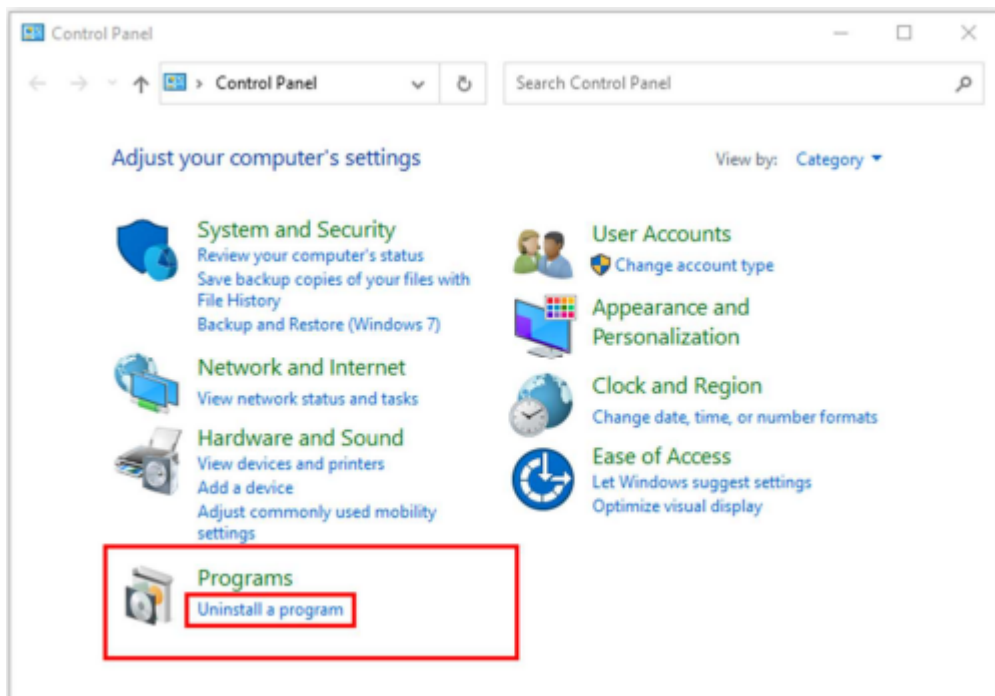 Control Panel
Control Panel
Search Control Panel
Adjust your computer's settings
View by: Category
System and Security
Review your computer's status
Save backup copies of your files with
File History
Backup and Restore (Windows 7)
Network and Internet
View network status and tasks
Hardware and Sound
View devices and printers
Add a device
Adjust commonly used mobility
settings
Programs
Uninstall a program
User Accounts
Change account type
Appearance and
Personalization
Clock and Region
Change date, time, or number formats
Ease of Access
Let Windows suggest settings
Optimize visual display